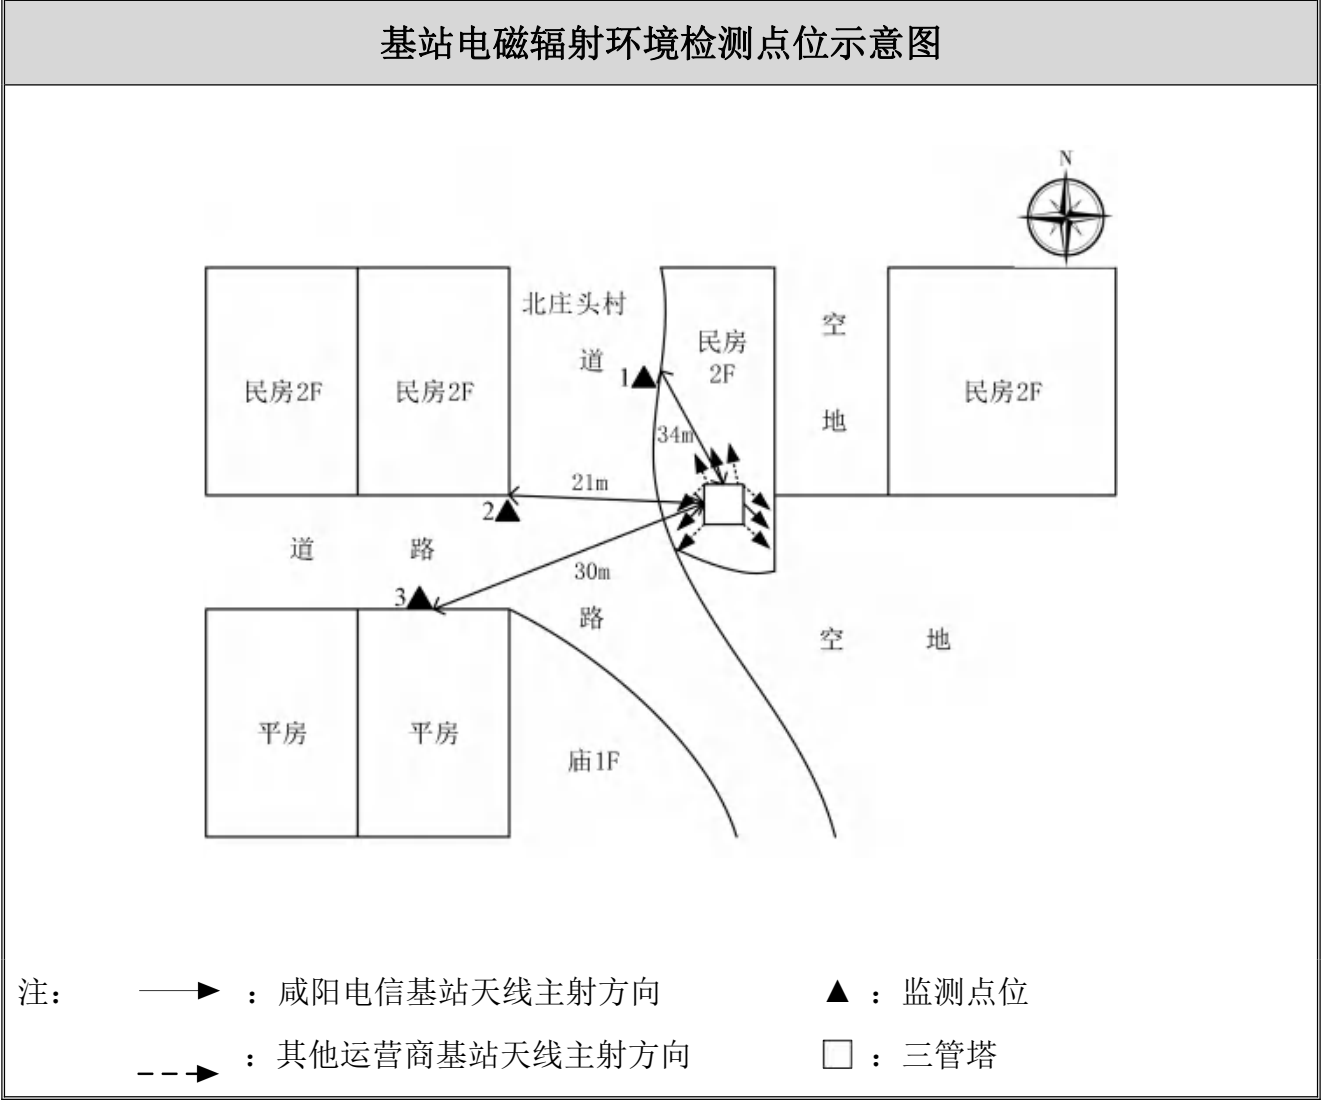 基站电磁辐射环境检测点位示意图
N
北庄头村
道
1
民房
2F
空
地
民房2F
民房2F
民房2F
34m
21m
2
道 路
30m
3
路
空 地
平房
平房
庙1F
注：
：咸阳电信基站天线主射方向
：监测点位
：其他运营商基站天线主射方向
：三管塔